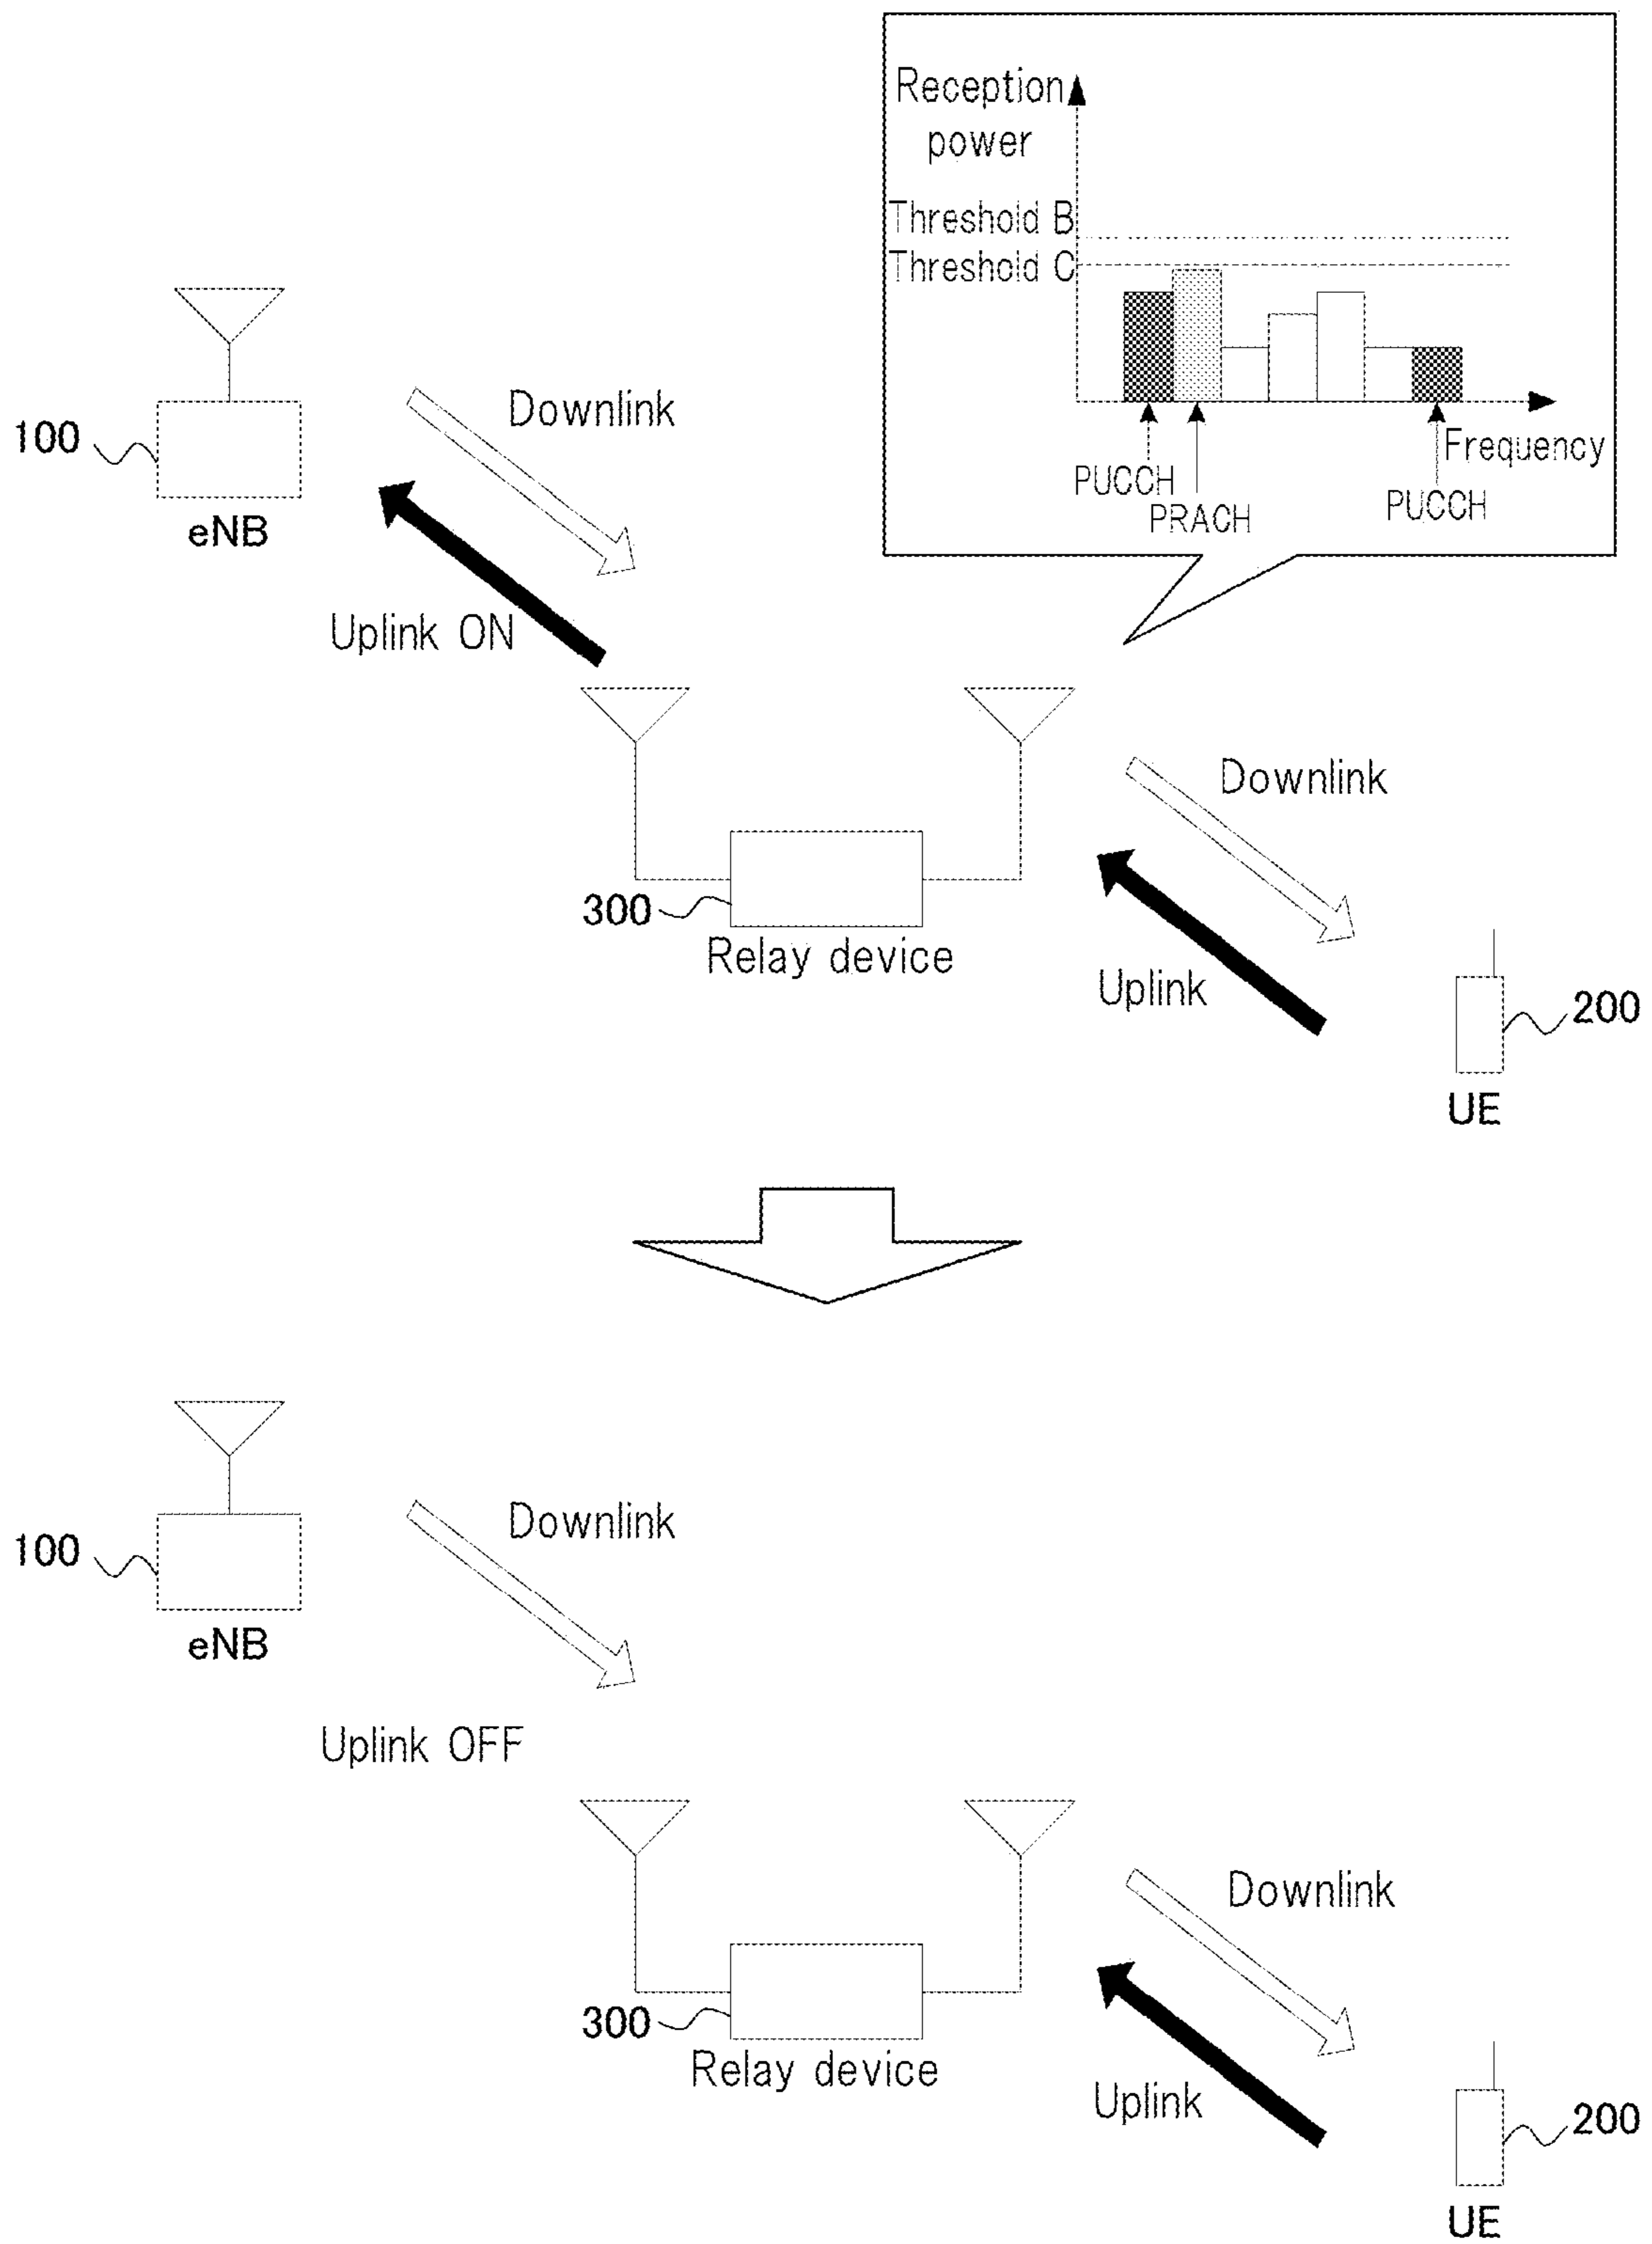 Reception
power
Threshold B
Threshold C
Frequency
PUCCH
PRACH
PUCCH
100
eNB
Downlink
Uplink ON
300
Relay device
Downlink
Uplink
200
UE
100
eNB
Downlink
Uplink OFF
300
Relay device
Downlink
Uplink
200
UE